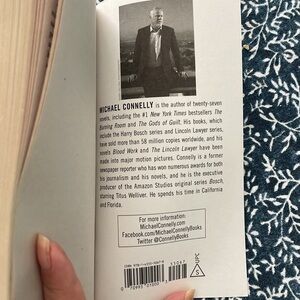 MICHAEL CONNELLY is the author of twenty-seven
novels, including the #1 New York Times bestsellers The
Burning Room and The Gods of Guilt. His books, which
include the Harry Bosch series and Lincoln Lawyer series,
have sold more than 58 million copies worldwide, and his
novels Blood Work and The Lincoln Lawyer have been
made into major motion pictures. Connelly is a former
newspaper reporter who has won numerous awards for both
his journalism and his novels, and he is the executive
producer of the Amazon Studios original series Bosch,
starring Titus Welliver. He spends his time in California
and Florida.
For more information:
MichaelConnelly.com
Facebook.com/MichaelConnellyBooks
Twitter @ConnellyBooks